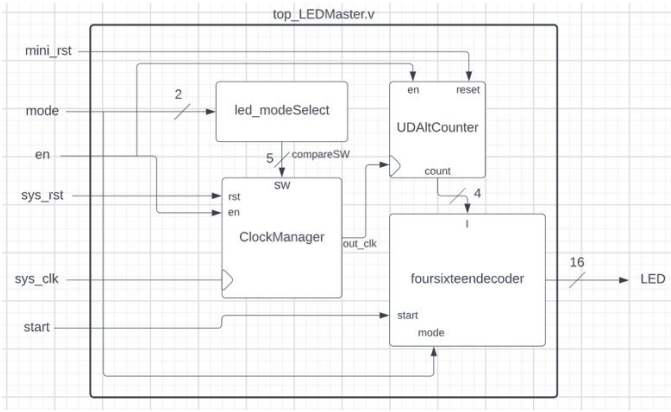 top_LEDMaster.v
mini_rst
en
reset
mode
2
led_modeSelect
UDAltCounter
en
5
compareSW
count
SW
sys_rst
rst
4
en
I
ClockManager
out_clk
16
sys_clk
foursixteendecoder
LED
start
start
mode